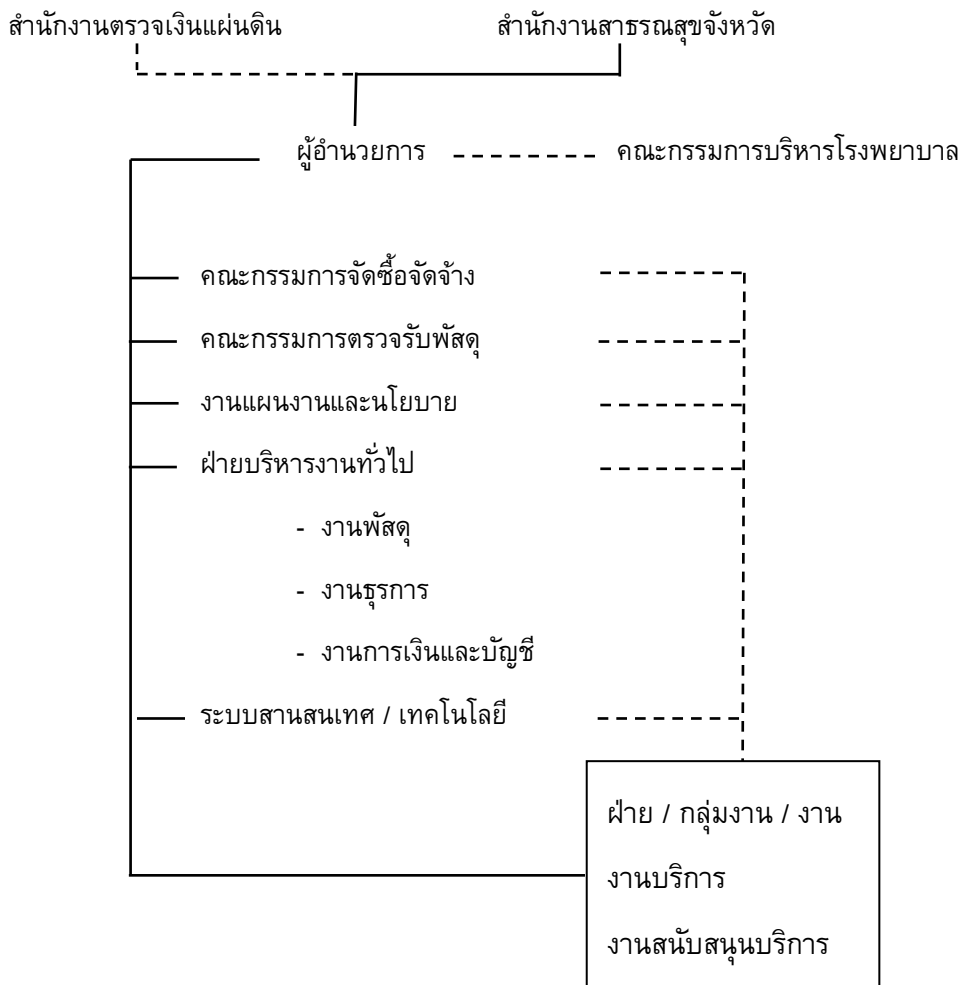 สำนักงานตรวจเงินแผ่นดิน สำนักงานสาธรณสุขจังหวัด
ผู้อำนวยการ คณะกรรมการบริหารโรงพยาบาล
คณะกรรมการจัดซื้อจัดจ้าง
คณะกรรมการตรวจรับพัสดุ
งานแผนงานและนโยบาย
ฝ่ายบริหารงานทั่วไป
- งานพัสดุ
- งานธุรการ
- งานการเงินและบัญชี
ระบบสานสนเทศ / เทคโนโลยี
ฝ่าย / กลุ่มงาน / งาน
งานบริการ
งานสนับสนุนบริการ